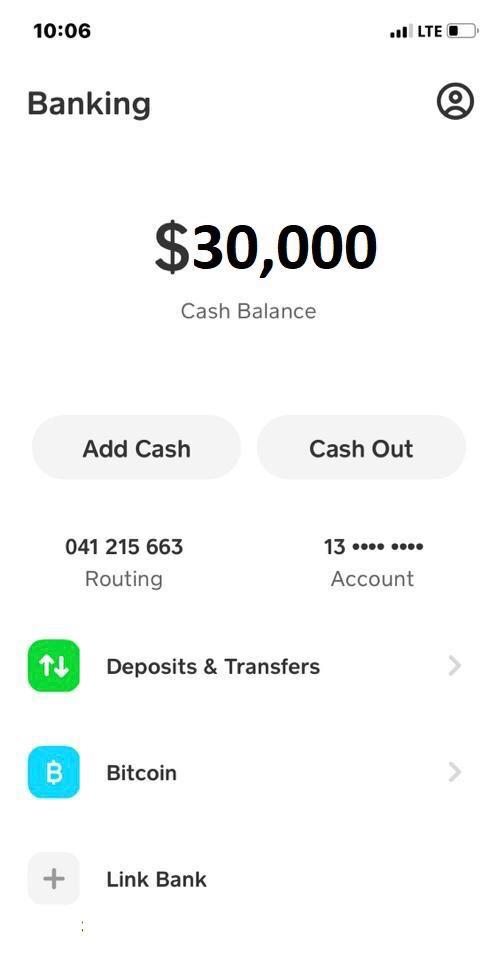 10:06 LTE
Banking
$30,000
Cash Balance
Add Cash Cash Out
041 215 663 13 •••• ••••
Routing Account
Deposits & Transfers
Bitcoin
Link Bank